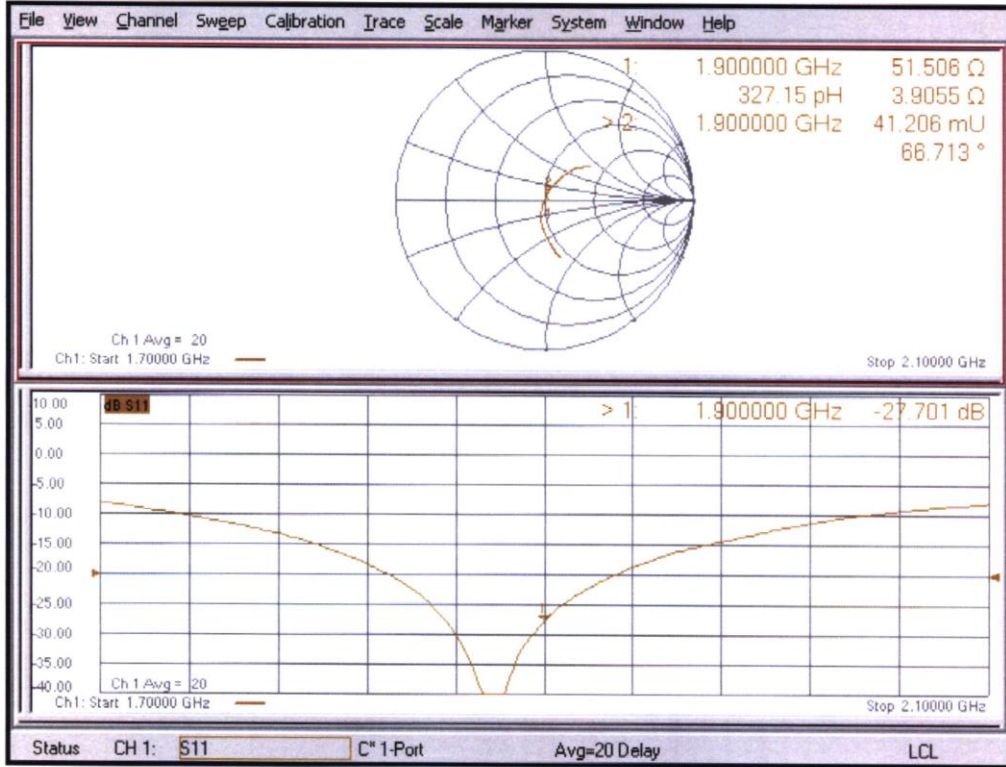 File View Channel Sweep Calibration Trace Scale Marker System Window Help
1: 1.900000 GHz 51.506 Ω
327.15 pH 3.9055 Ω
> 2: 1.900000 GHz 41.206 mU
66.713 °
Ch 1 Avg = 20
Ch1: Start 1.70000 GHz Stop 2.10000 GHz
10.00 dB S11 > 1: 1.900000 GHz -27.701 dB
5.00
0.00
-5.00
-10.00
-15.00
-20.00
-25.00
1
-30.00
-35.00
-40.00 Ch 1 Avg = 20
Ch1: Start 1.70000 GHz Stop 2.10000 GHz
Status CH 1: S11 C* 1-Port Avg=20 Delay LCL